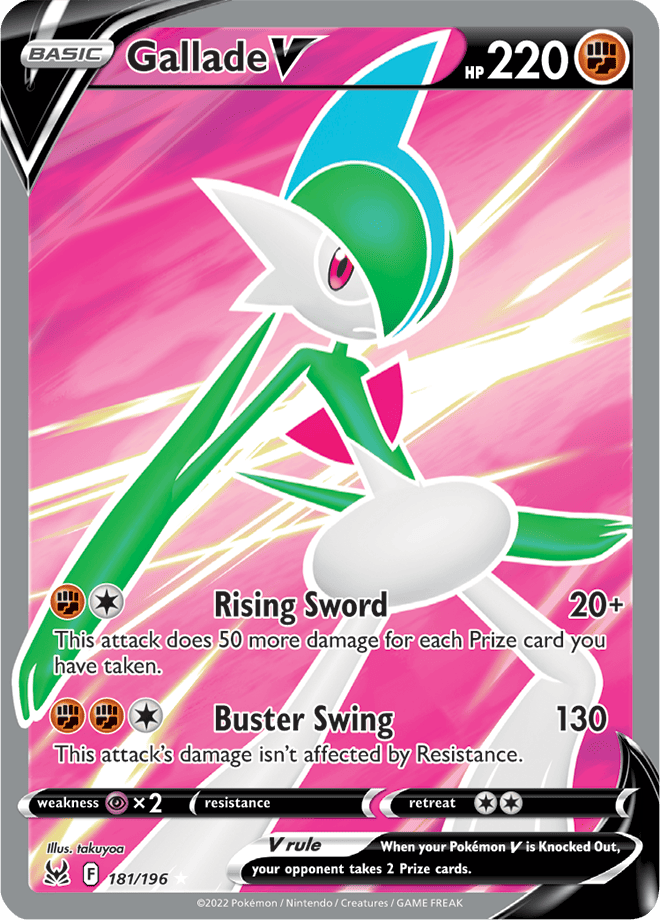 BASIC Gallade V HP 220
Rising Sword 20+
This attack does 50 more damage for each Prize card you
have taken.
Buster Swing 130
This attack's damage isn't affected by Resistance.
weakness ×2 resistance retreat
Illus. takuyoa
V rule When your Pokémon V is Knocked Out,
your opponent takes 2 Prize cards.
F 181/196
©2022 Pokémon / Nintendo / Creatures / GAME FREAK